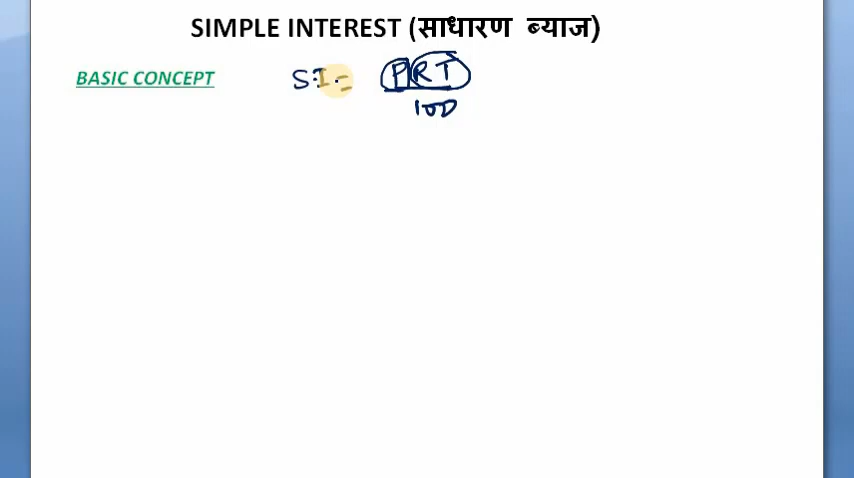 SIMPLE INTEREST (साधारण ब्याज)
BASIC CONCEPT S.I. = PRT
100